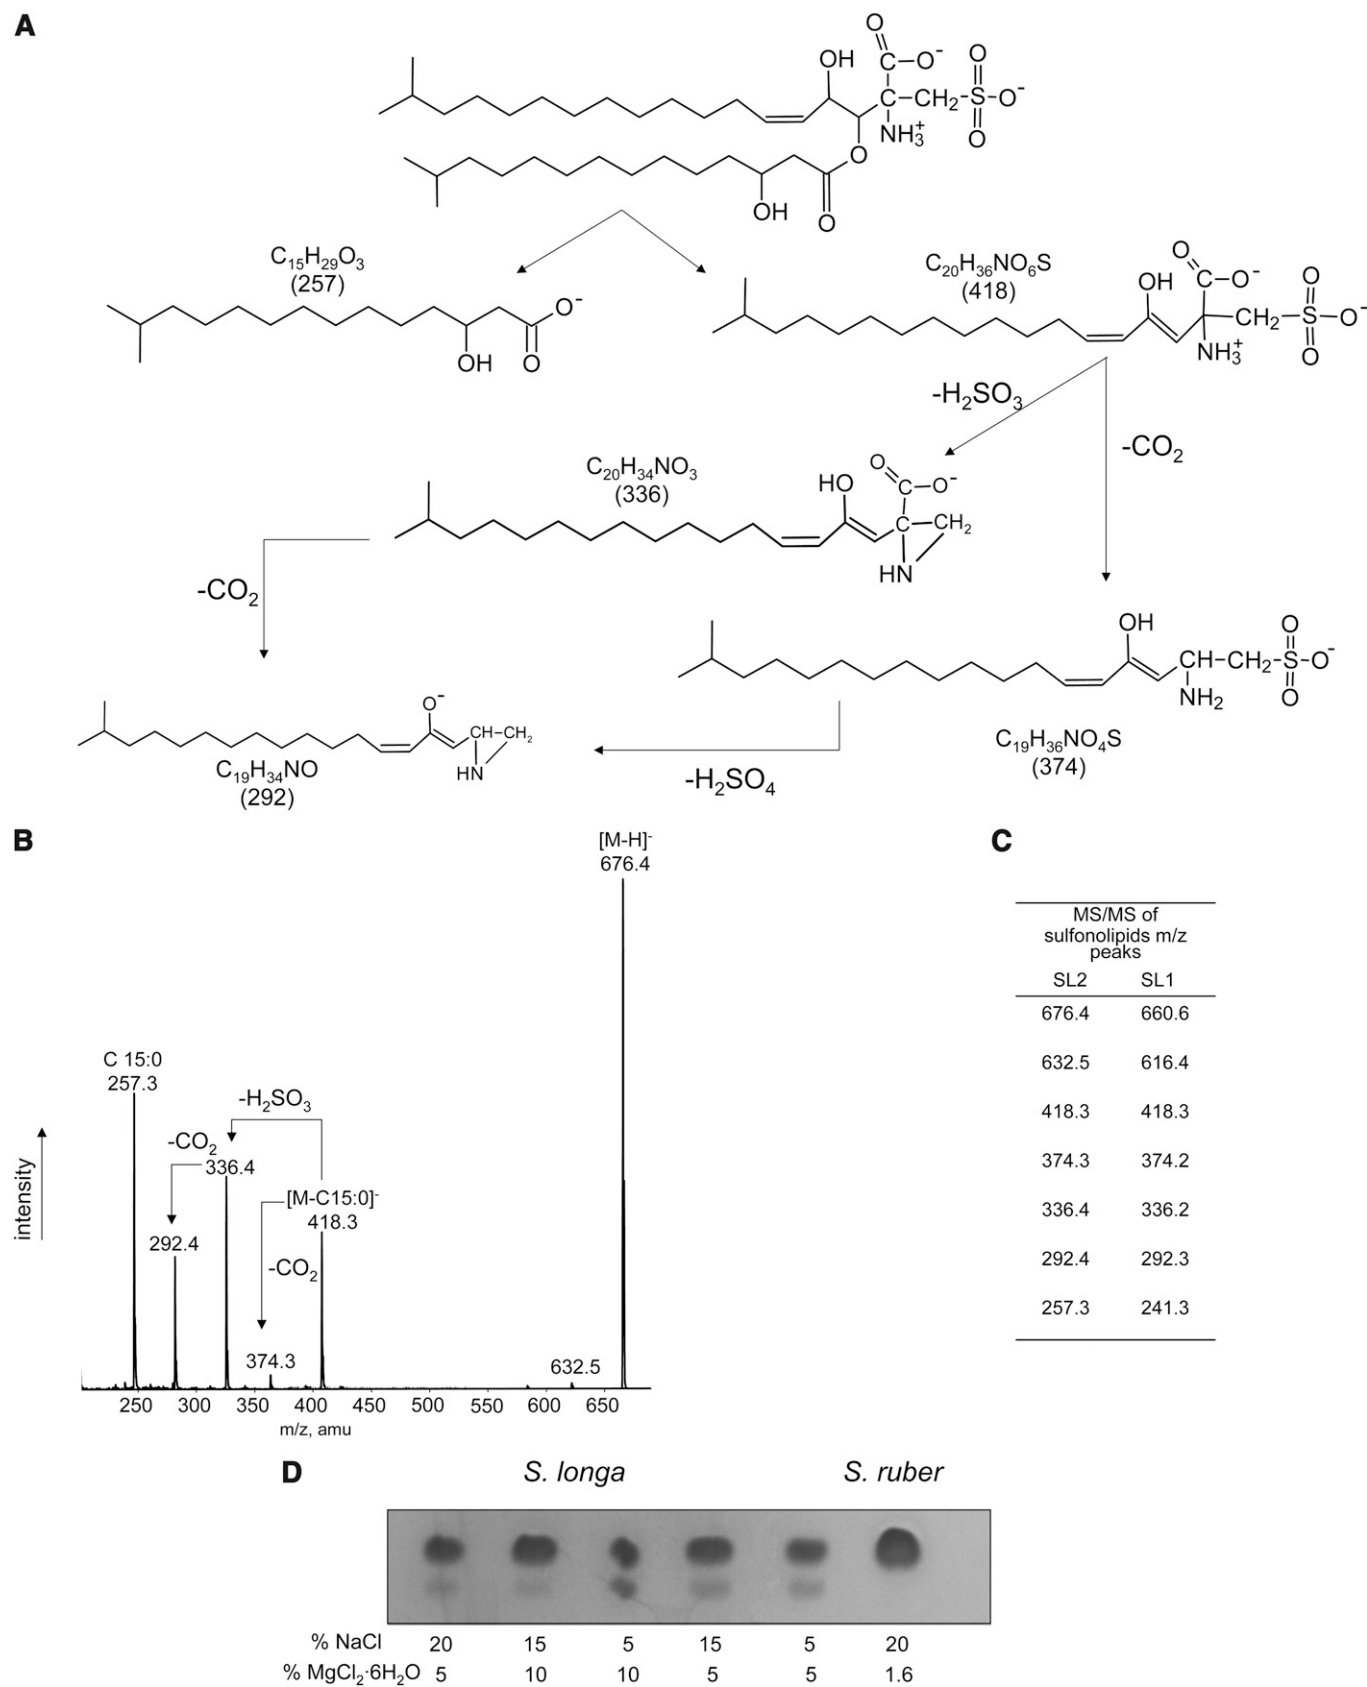 A
OH
O
C–O⁻
CH₂–S–O⁻
O
O
NH₃⁺
O
OH
O
C₁₅H₂₉O₃
(257)
O⁻
OH
O
C₂₀H₃₆NO₆S
(418)
OH
O
C–O⁻
CH₂–S–O⁻
O
O
NH₃⁺
-H₂SO₃
-CO₂
C₂₀H₃₄NO₃
(336)
HO
O
C–O⁻
C–CH₂
HN
-CO₂
OH
O
CH–CH₂–S–O⁻
NH₂
O
C₁₉H₃₆NO₄S
(374)
O⁻
CH–CH₂
HN
C₁₉H₃₄NO
(292)
-H₂SO₄
B
[M-H]⁻
676.4
C 15:0
257.3
-H₂SO₃
-CO₂
336.4
[M-C15:0]⁻
418.3
292.4
-CO₂
374.3
632.5
intensity
250 300 350 400 450 500 550 600 650
m/z, amu
C
MS/MS of
sulfonolipids m/z
peaks
SL2 SL1
676.4 660.6
632.5 616.4
418.3 418.3
374.3 374.2
336.4 336.2
292.4 292.3
257.3 241.3
D
S. longa S. ruber
% NaCl 20 15 5 15 5 20
% MgCl₂·6H₂O 5 10 10 5 5 1.6